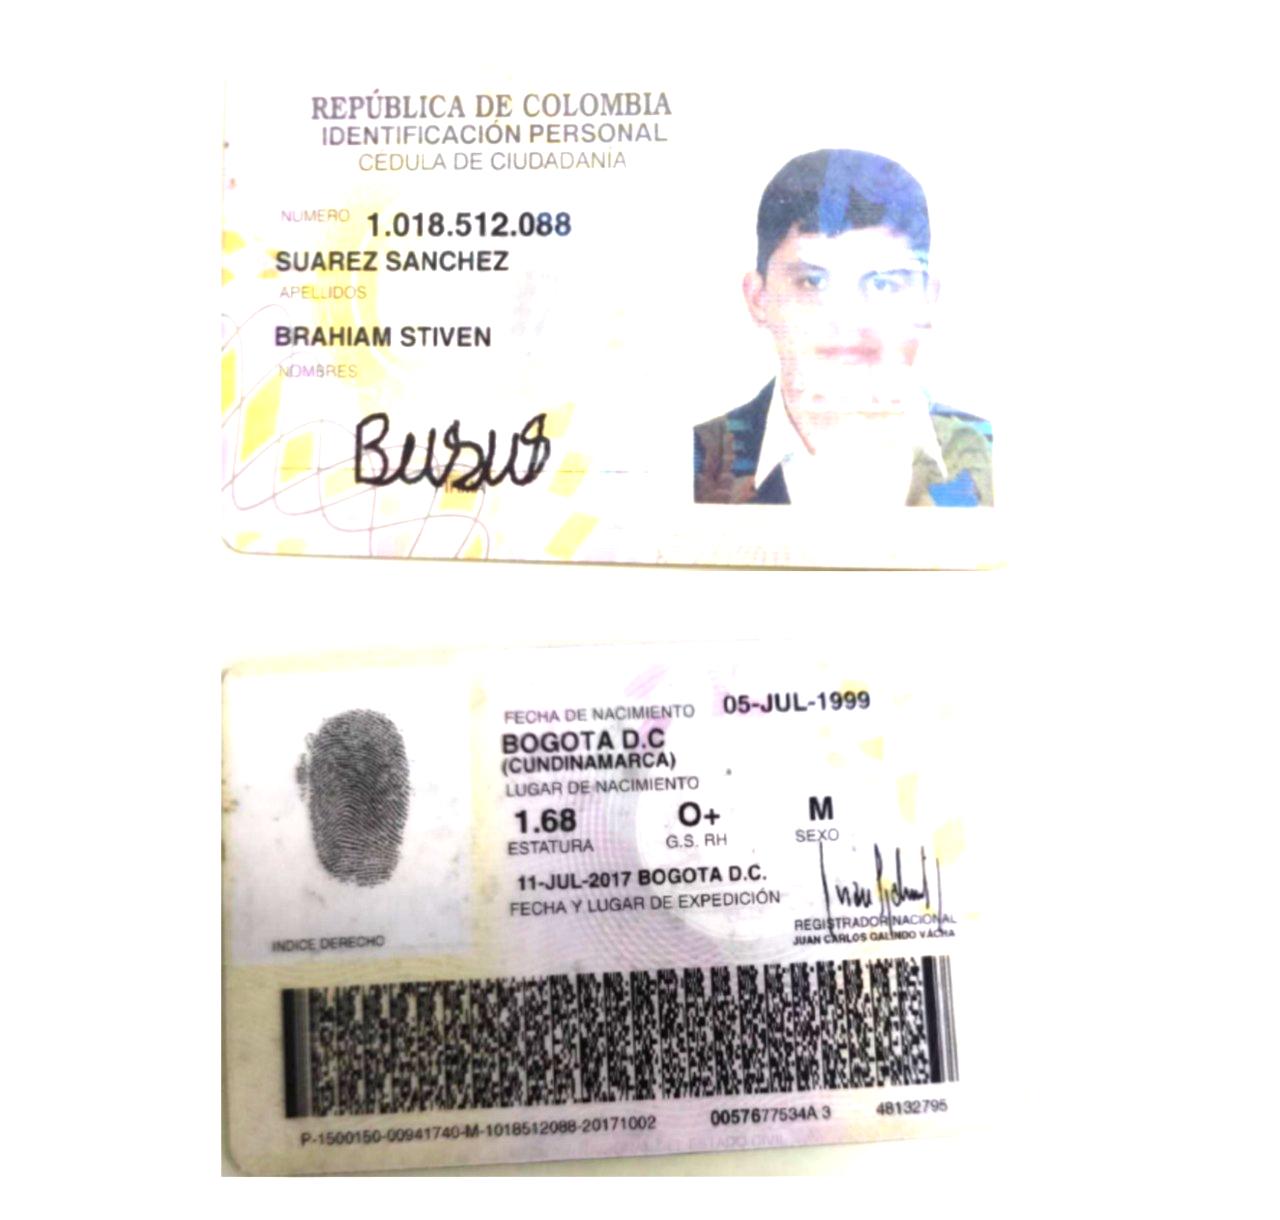 REPÚBLICA DE COLOMBIA
IDENTIFICACIÓN PERSONAL
CÉDULA DE CIUDADANÍA
NUMERO 1.018.512.088
SUAREZ SANCHEZ
APELLIDOS
BRAHIAM STIVEN
NOMBRES
FECHA DE NACIMIENTO 05-JUL-1999
BOGOTA D.C
(CUNDINAMARCA)
LUGAR DE NACIMIENTO
1.68 O+ M
ESTATURA G.S. RH SEXO
11-JUL-2017 BOGOTA D.C.
FECHA Y LUGAR DE EXPEDICIÓN
REGISTRADOR NACIONAL
JUAN CARLOS GALINDO VACHA
INDICE DERECHO
P-1500150-00941740-M-1018512088-20171002 0057677534A 3 48132795